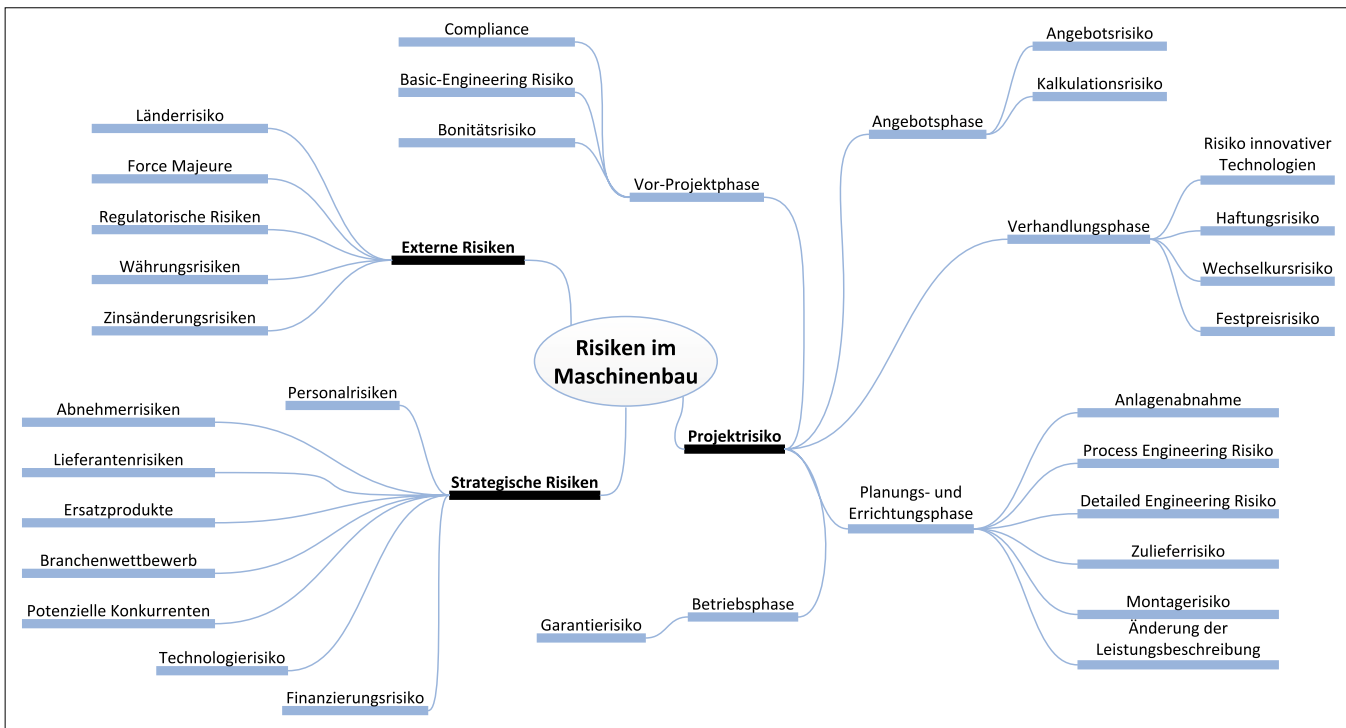 Compliance
Basic-Engineering Risiko
Bonitätsrisiko
Vor-Projektphase
Länderrisiko
Force Majeure
Regulatorische Risiken
Währungsrisiken
Zinsänderungsrisiken
Externe Risiken
Risiken im
Maschinenbau
Angebotsrisiko
Kalkulationsrisiko
Angebotsphase
Risiko innovativer
Technologien
Haftungsrisiko
Wechselkursrisiko
Festpreisrisiko
Verhandlungsphase
Projektrisiko
Personalrisiken
Abnehmerrisiken
Lieferantenrisiken
Ersatzprodukte
Branchenwettbewerb
Potenzielle Konkurrenten
Technologierisiko
Finanzierungsrisiko
Strategische Risiken
Planungs- und
Errichtungsphase
Anlagenabnahme
Process Engineering Risiko
Detailed Engineering Risiko
Zulieferrisiko
Montagerisiko
Änderung der
Leistungsbeschreibung
Betriebsphase
Garantierisiko